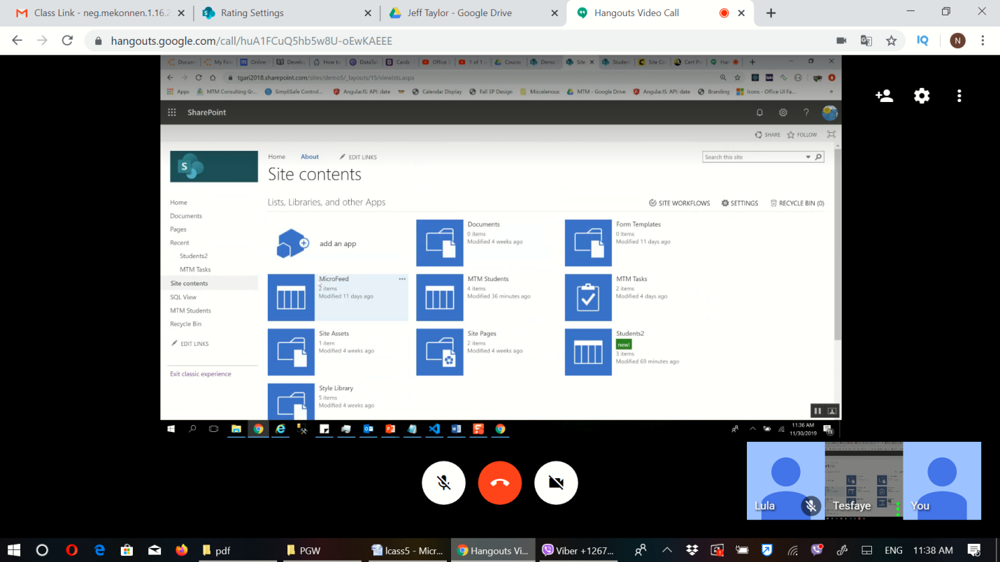 Class Link - neg.mekonnen.1.16.2
Rating Settings
Jeff Taylor - Google Drive
Hangouts Video Call
hangouts.google.com/call/huA1FCuQ5hb5w8U-oEwKAEEE
IQ
N
Docum
My First
Online
Develo
How to
DataTa
Cards
Office
1 of 1
Course
Demo
Site
Studen
Site Co
Cert Pr
Han
tgari2018.sharepoint.com/sites/demo5/_layouts/15/viewlsts.aspx
Apps
MTM Consulting Gr...
SimpliSafe Control...
AngularJS: API: date
Calendar Display
Fall SP Design
Miscelenous
MTM - Google Drive
AngularJS: API: date
Branding
Icons - Office UI Fa...
SharePoint
SHARE
FOLLOW
S
Home
About
EDIT LINKS
Search this site
Site contents
Lists, Libraries, and other Apps
SITE WORKFLOWS
SETTINGS
RECYCLE BIN (0)
Home
Documents
Pages
Recent
Students2
MTM Tasks
Site contents
SQL View
MTM Students
Recycle Bin
EDIT LINKS
Exit classic experience
add an app
Documents
0 items
Modified 4 weeks ago
Form Templates
0 items
Modified 11 days ago
MicroFeed
2 items
Modified 11 days ago
MTM Students
4 items
Modified 36 minutes ago
MTM Tasks
2 items
Modified 4 days ago
Site Assets
1 item
Modified 4 weeks ago
Site Pages
2 items
Modified 4 weeks ago
Students2
new!
3 items
Modified 69 minutes ago
Style Library
5 items
Modified 4 weeks ago
11:36 AM
11/30/2019
Lula
Tesfaye
You
pdf
PGW
lcass5 - Micr...
Hangouts Vi...
Viber +1267...
ENG
11:38 AM